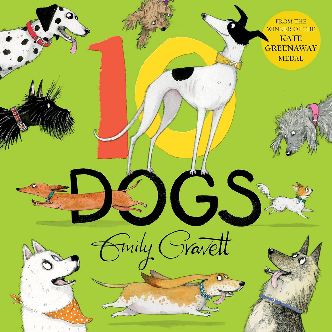 FROM THE
WINNER OF THE
KATE
GREENAWAY
MEDAL
10
DOGS
Emily Gravett